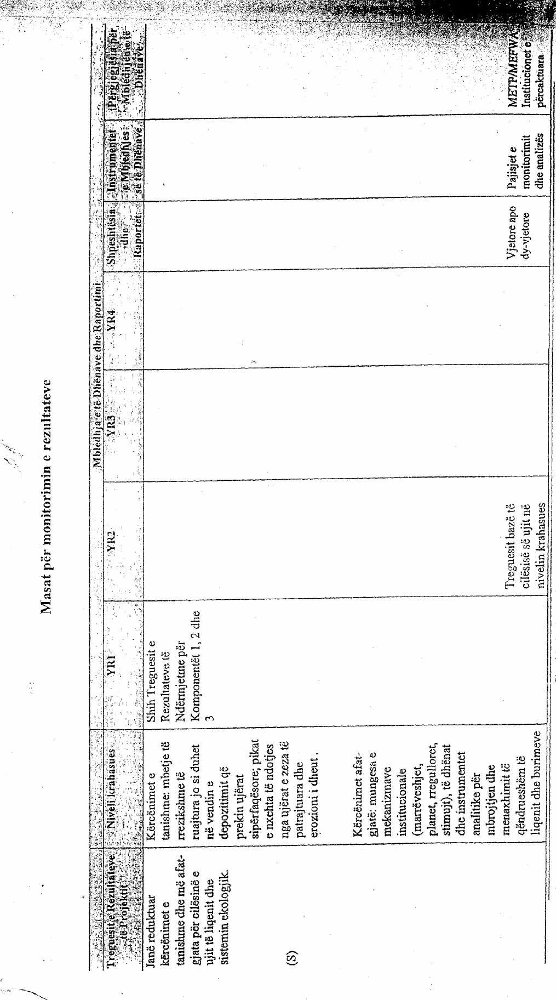 Masat për monitorimin e rezultateve
Mbledhja e të Dhënave dhe Raportimi
Treguesit e Rezultateve
të Projektit
Niveli krahasues
YR1
YR2
YR3
YR4
Shpeshtësia
dhe
Raportet
Instrumentet
e Mbledhjes
së të Dhënave
Përgjegjësia për
Mbledhjen e të
Dhënave
Janë reduktuar
kërcënimet e
tanishme dhe më afat-
gjata për cilësinë e
ujit të liqenit dhe
sistemin ekologjik.
(S)
Kërcënimet e
tanishme: mbetje të
rrezikshme të
ruajtura jo si duhet
në vendin e
depozitimit që
prekin ujërat
sipërfaqësore; pikat
e nxehta të ndotjes
nga ujërat e zeza të
patrajtuara dhe
erozioni i dheut.
Kërcënimet afat-
gjatë: mungesa e
mekanizmave
institucionale
(marrëveshjet,
planet, rregulloret,
stimujt), të dhënat
dhe instrumentet
analitike për
mbrojtjen dhe
menaxhimit të
qëndrueshëm të
liqenit dhe burimeve
Shih Treguesit e
Rezultateve të
Ndërmjetme për
Komponentët 1, 2 dhe
3
Treguesit bazë të
cilësisë së ujit në
nivelin krahasues
Vjetore apo
dy-vjetore
Pajisjet e
monitorimit
dhe analizës
METP/MEFWA
Institucionet e
përcaktuara